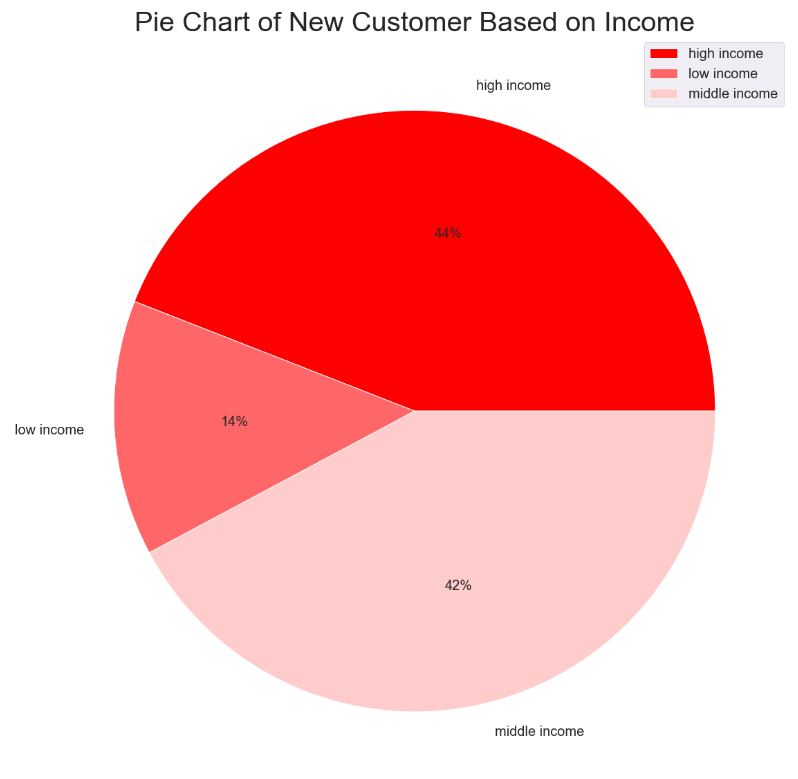 Pie Chart of New Customer Based on Income
high income
low income
middle income
high income
44%
14%
low income
42%
middle income